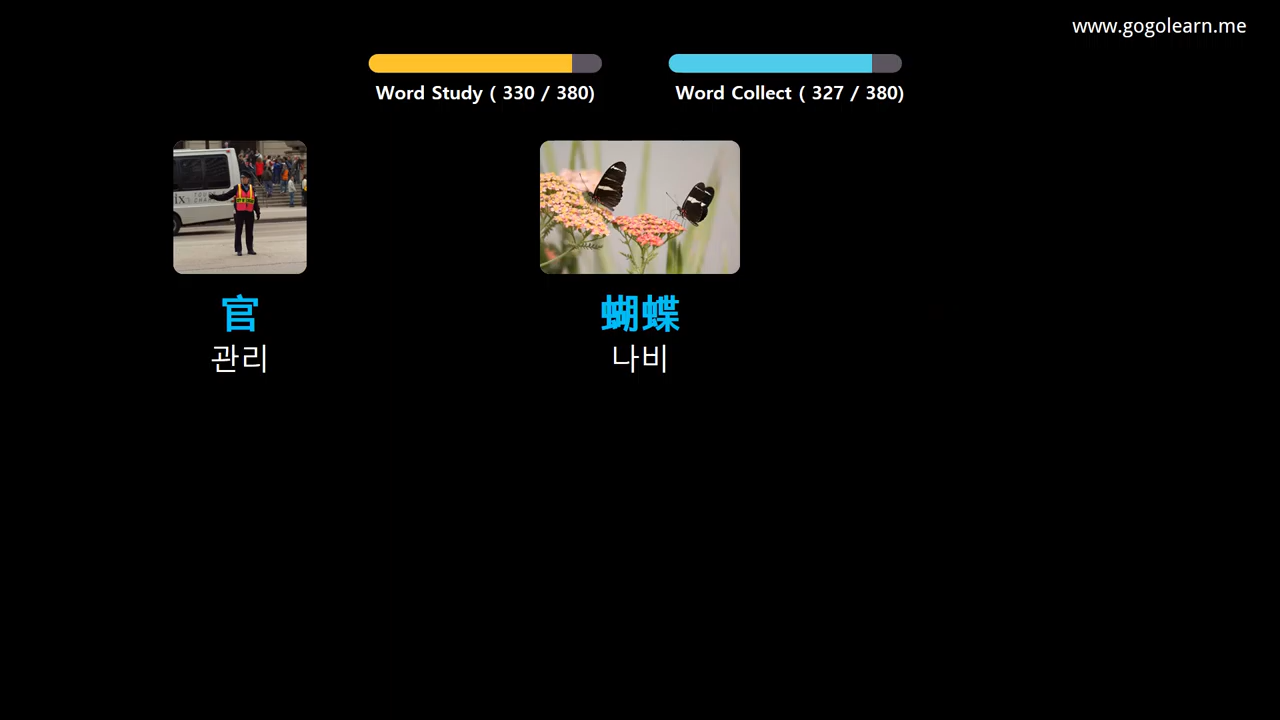 www.gogolearn.me
Word Study ( 330 / 380)
Word Collect ( 327 / 380)
官
관리
蝴蝶
나비